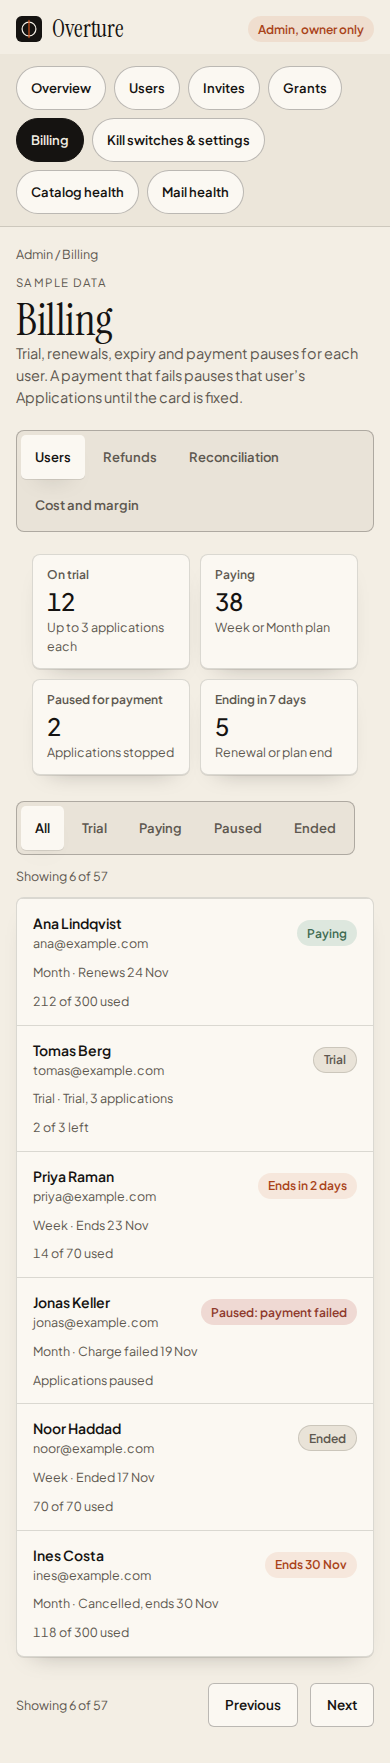 Overture
Admin, owner only
Overview
Users
Invites
Grants
Billing
Kill switches & settings
Catalog health
Mail health
Admin / Billing
SAMPLE DATA
Billing
Trial, renewals, expiry and payment pauses for each
user. A payment that fails pauses that user's
Applications until the card is fixed.
Users
Refunds
Reconciliation
Cost and margin
On trial
12
Up to 3 applications
each
Paying
38
Week or Month plan
Paused for payment
2
Applications stopped
Ending in 7 days
5
Renewal or plan end
All
Trial
Paying
Paused
Ended
Showing 6 of 57
Ana Lindqvist
ana@example.com
Paying
Month · Renews 24 Nov
212 of 300 used
Tomas Berg
tomas@example.com
Trial
Trial · Trial, 3 applications
2 of 3 left
Priya Raman
priya@example.com
Ends in 2 days
Week · Ends 23 Nov
14 of 70 used
Jonas Keller
jonas@example.com
Paused: payment failed
Month · Charge failed 19 Nov
Applications paused
Noor Haddad
noor@example.com
Ended
Week · Ended 17 Nov
70 of 70 used
Ines Costa
ines@example.com
Ends 30 Nov
Month · Cancelled, ends 30 Nov
118 of 300 used
Showing 6 of 57
Previous
Next